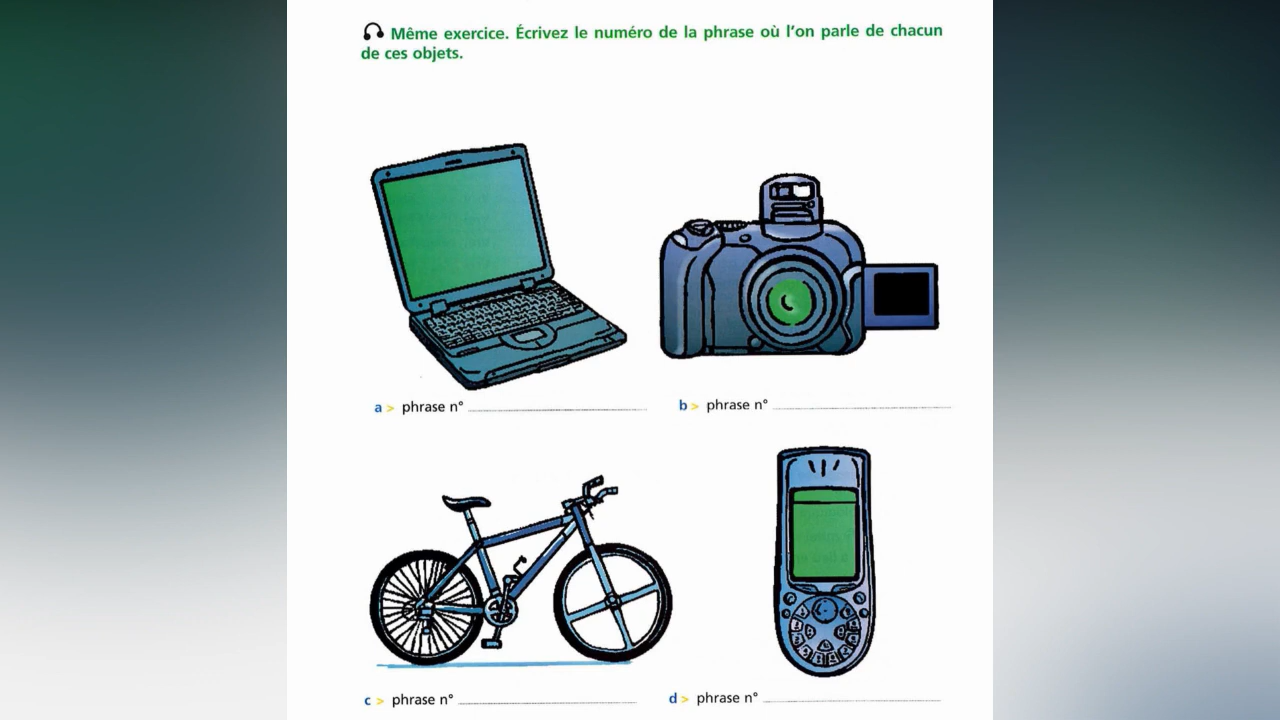 Même exercice. Écrivez le numéro de la phrase où l'on parle de chacun
de ces objets.
a > phrase n° 
b > phrase n° 
c > phrase n° 
d > phrase n°